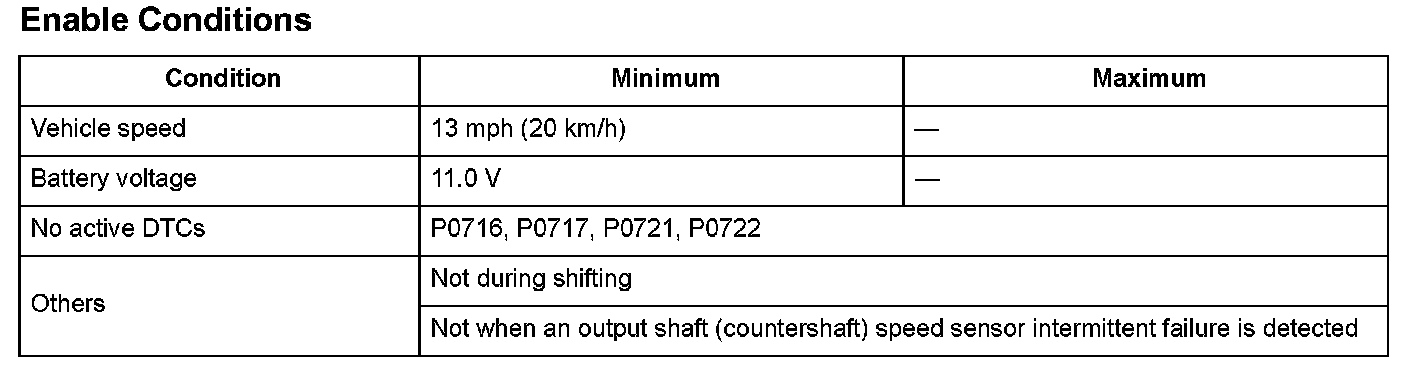 Enable Conditions
Condition Minimum Maximum
Vehicle speed 13 mph (20 km/h) —
Battery voltage 11.0 V —
No active DTCs P0716, P0717, P0721, P0722
Others
Not during shifting
Not when an output shaft (countershaft) speed sensor intermittent failure is detected